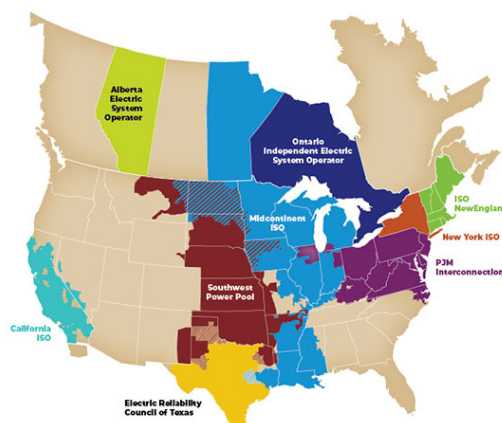 Alberta
Electric
System
Operator
Ontario
Independent Electric
System Operator
ISO
NewEngland
Midcontinent
ISO
New York ISO
PJM
Interconnection
Southwest
Power Pool
California
ISO
Electric Reliability
Council of Texas